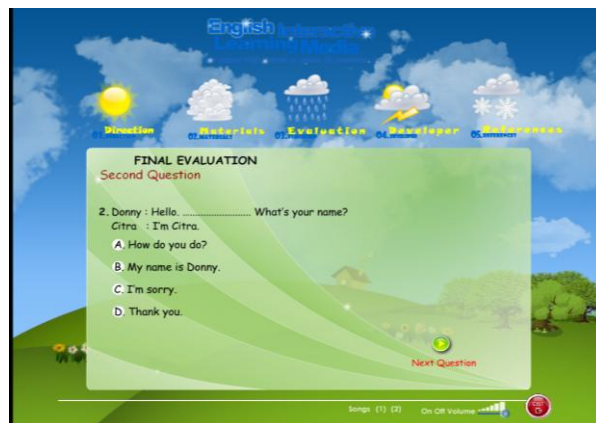 English Interactive
Learning Media
Direction
Materials
Evaluation
Developer
References
FINAL EVALUATION
Second Question
2. Donny : Hello. ........................... What's your name?
Citra : I'm Citra.
A. How do you do?
B. My name is Donny.
C. I'm sorry.
D. Thank you.
Next Question
Songs (1) (2) On Off Volume